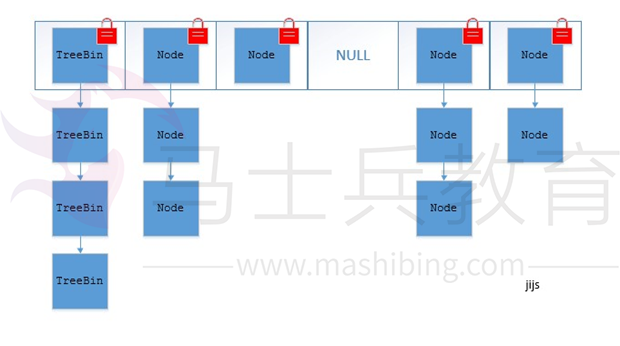 TreeBin Node Node NULL Node Node
TreeBin Node Node Node
TreeBin Node Node
TreeBin
马士兵教育
www.mashibing.com
jijs